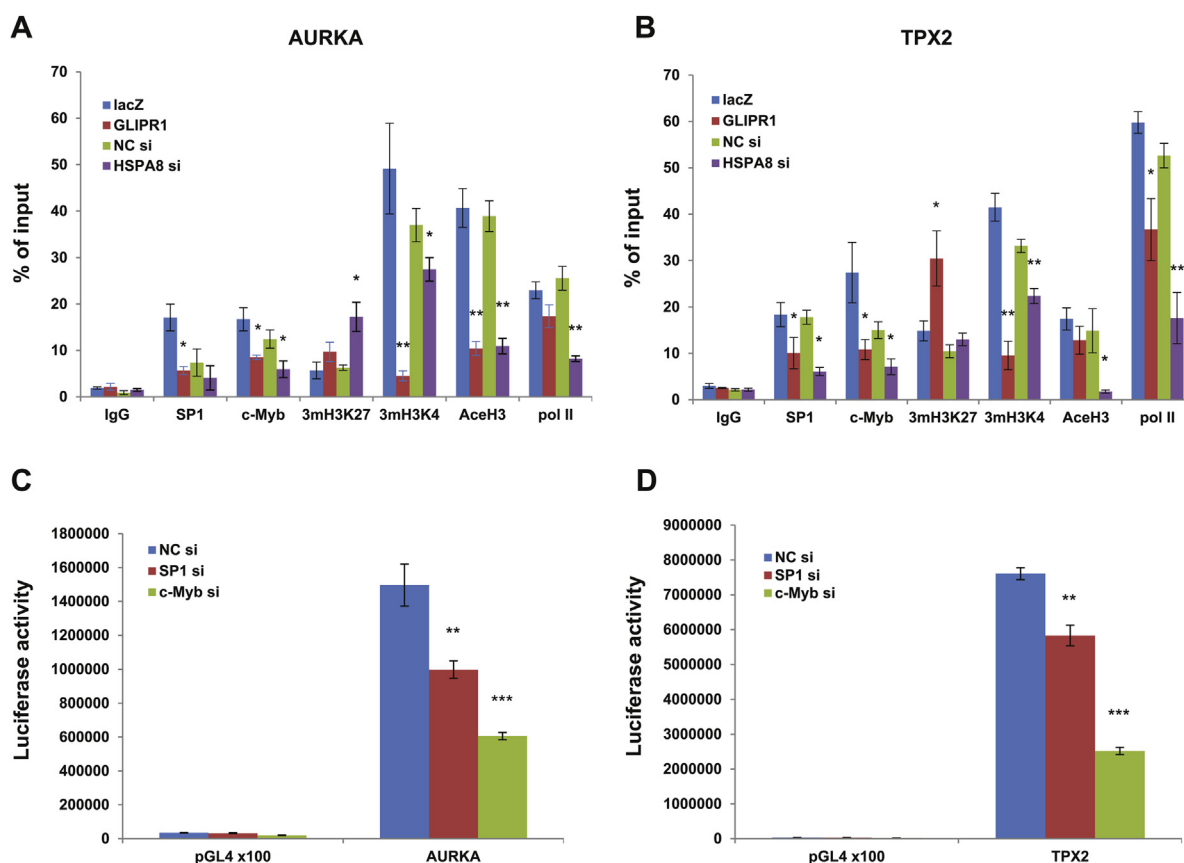 A
AURKA
% of input
70
60
50
40
30
20
10
0
lacZ
GLIPR1
NC si
HSPA8 si
*
*
*
*
**
*
**
**
**
IgG SP1 c-Myb 3mH3K27 3mH3K4 AceH3 pol II
B
TPX2
% of input
70
60
50
40
30
20
10
0
lacZ
GLIPR1
NC si
HSPA8 si
*
*
*
*
*
**
**
*
*
**
IgG SP1 c-Myb 3mH3K27 3mH3K4 AceH3 pol II
C
Luciferase activity
1800000
1600000
1400000
1200000
1000000
800000
600000
400000
200000
0
NC si
SP1 si
c-Myb si
**
***
pGL4 x100 AURKA
D
Luciferase activity
9000000
8000000
7000000
6000000
5000000
4000000
3000000
2000000
1000000
0
NC si
SP1 si
c-Myb si
**
***
pGL4 x100 TPX2